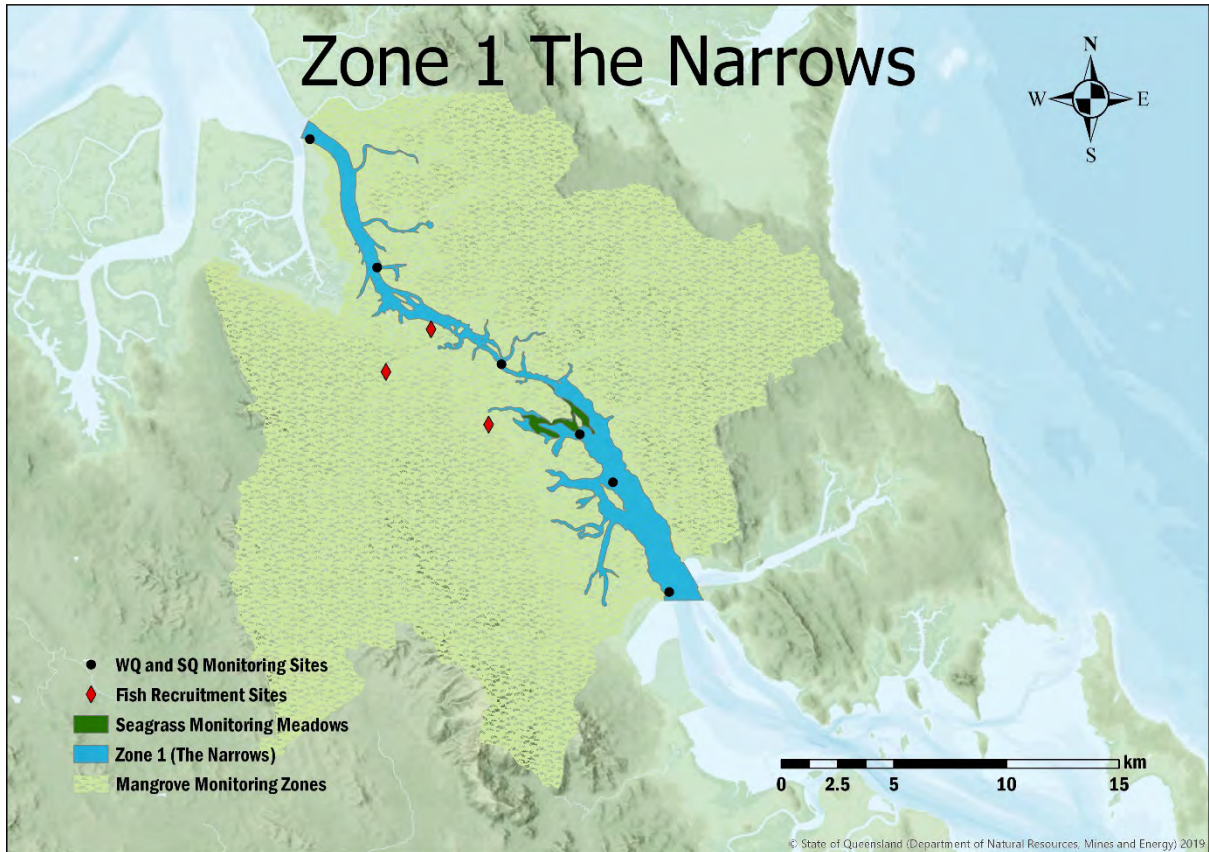 Zone 1 The Narrows
N
W E
S
WQ and SQ Monitoring Sites
Fish Recruitment Sites
Seagrass Monitoring Meadows
Zone 1 (The Narrows)
Mangrove Monitoring Zones
km
0 2.5 5 10 15
© State of Queensland (Department of Natural Resources, Mines and Energy) 2019